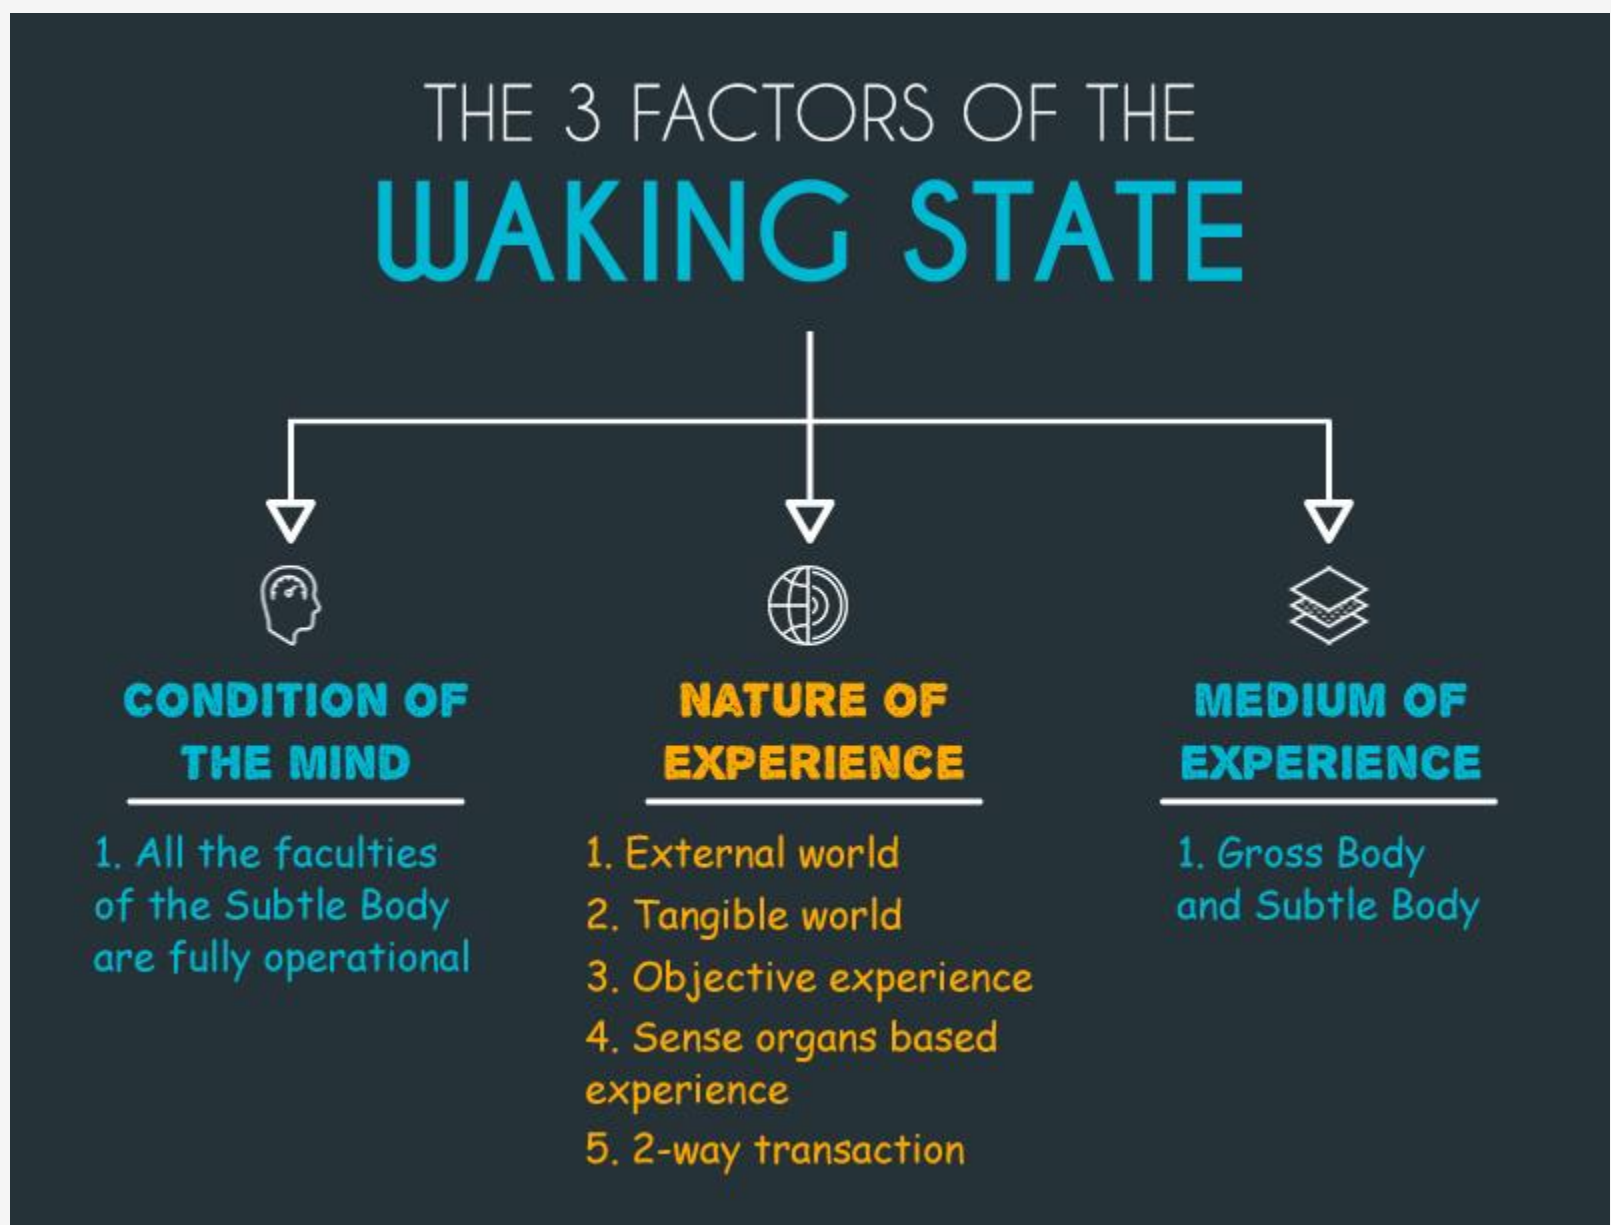 THE 3 FACTORS OF THE
WAKING STATE
CONDITION OF
THE MIND
1. All the faculties
of the Subtle Body
are fully operational
NATURE OF
EXPERIENCE
1. External world
2. Tangible world
3. Objective experience
4. Sense organs based
experience
5. 2-way transaction
MEDIUM OF
EXPERIENCE
1. Gross Body
and Subtle Body